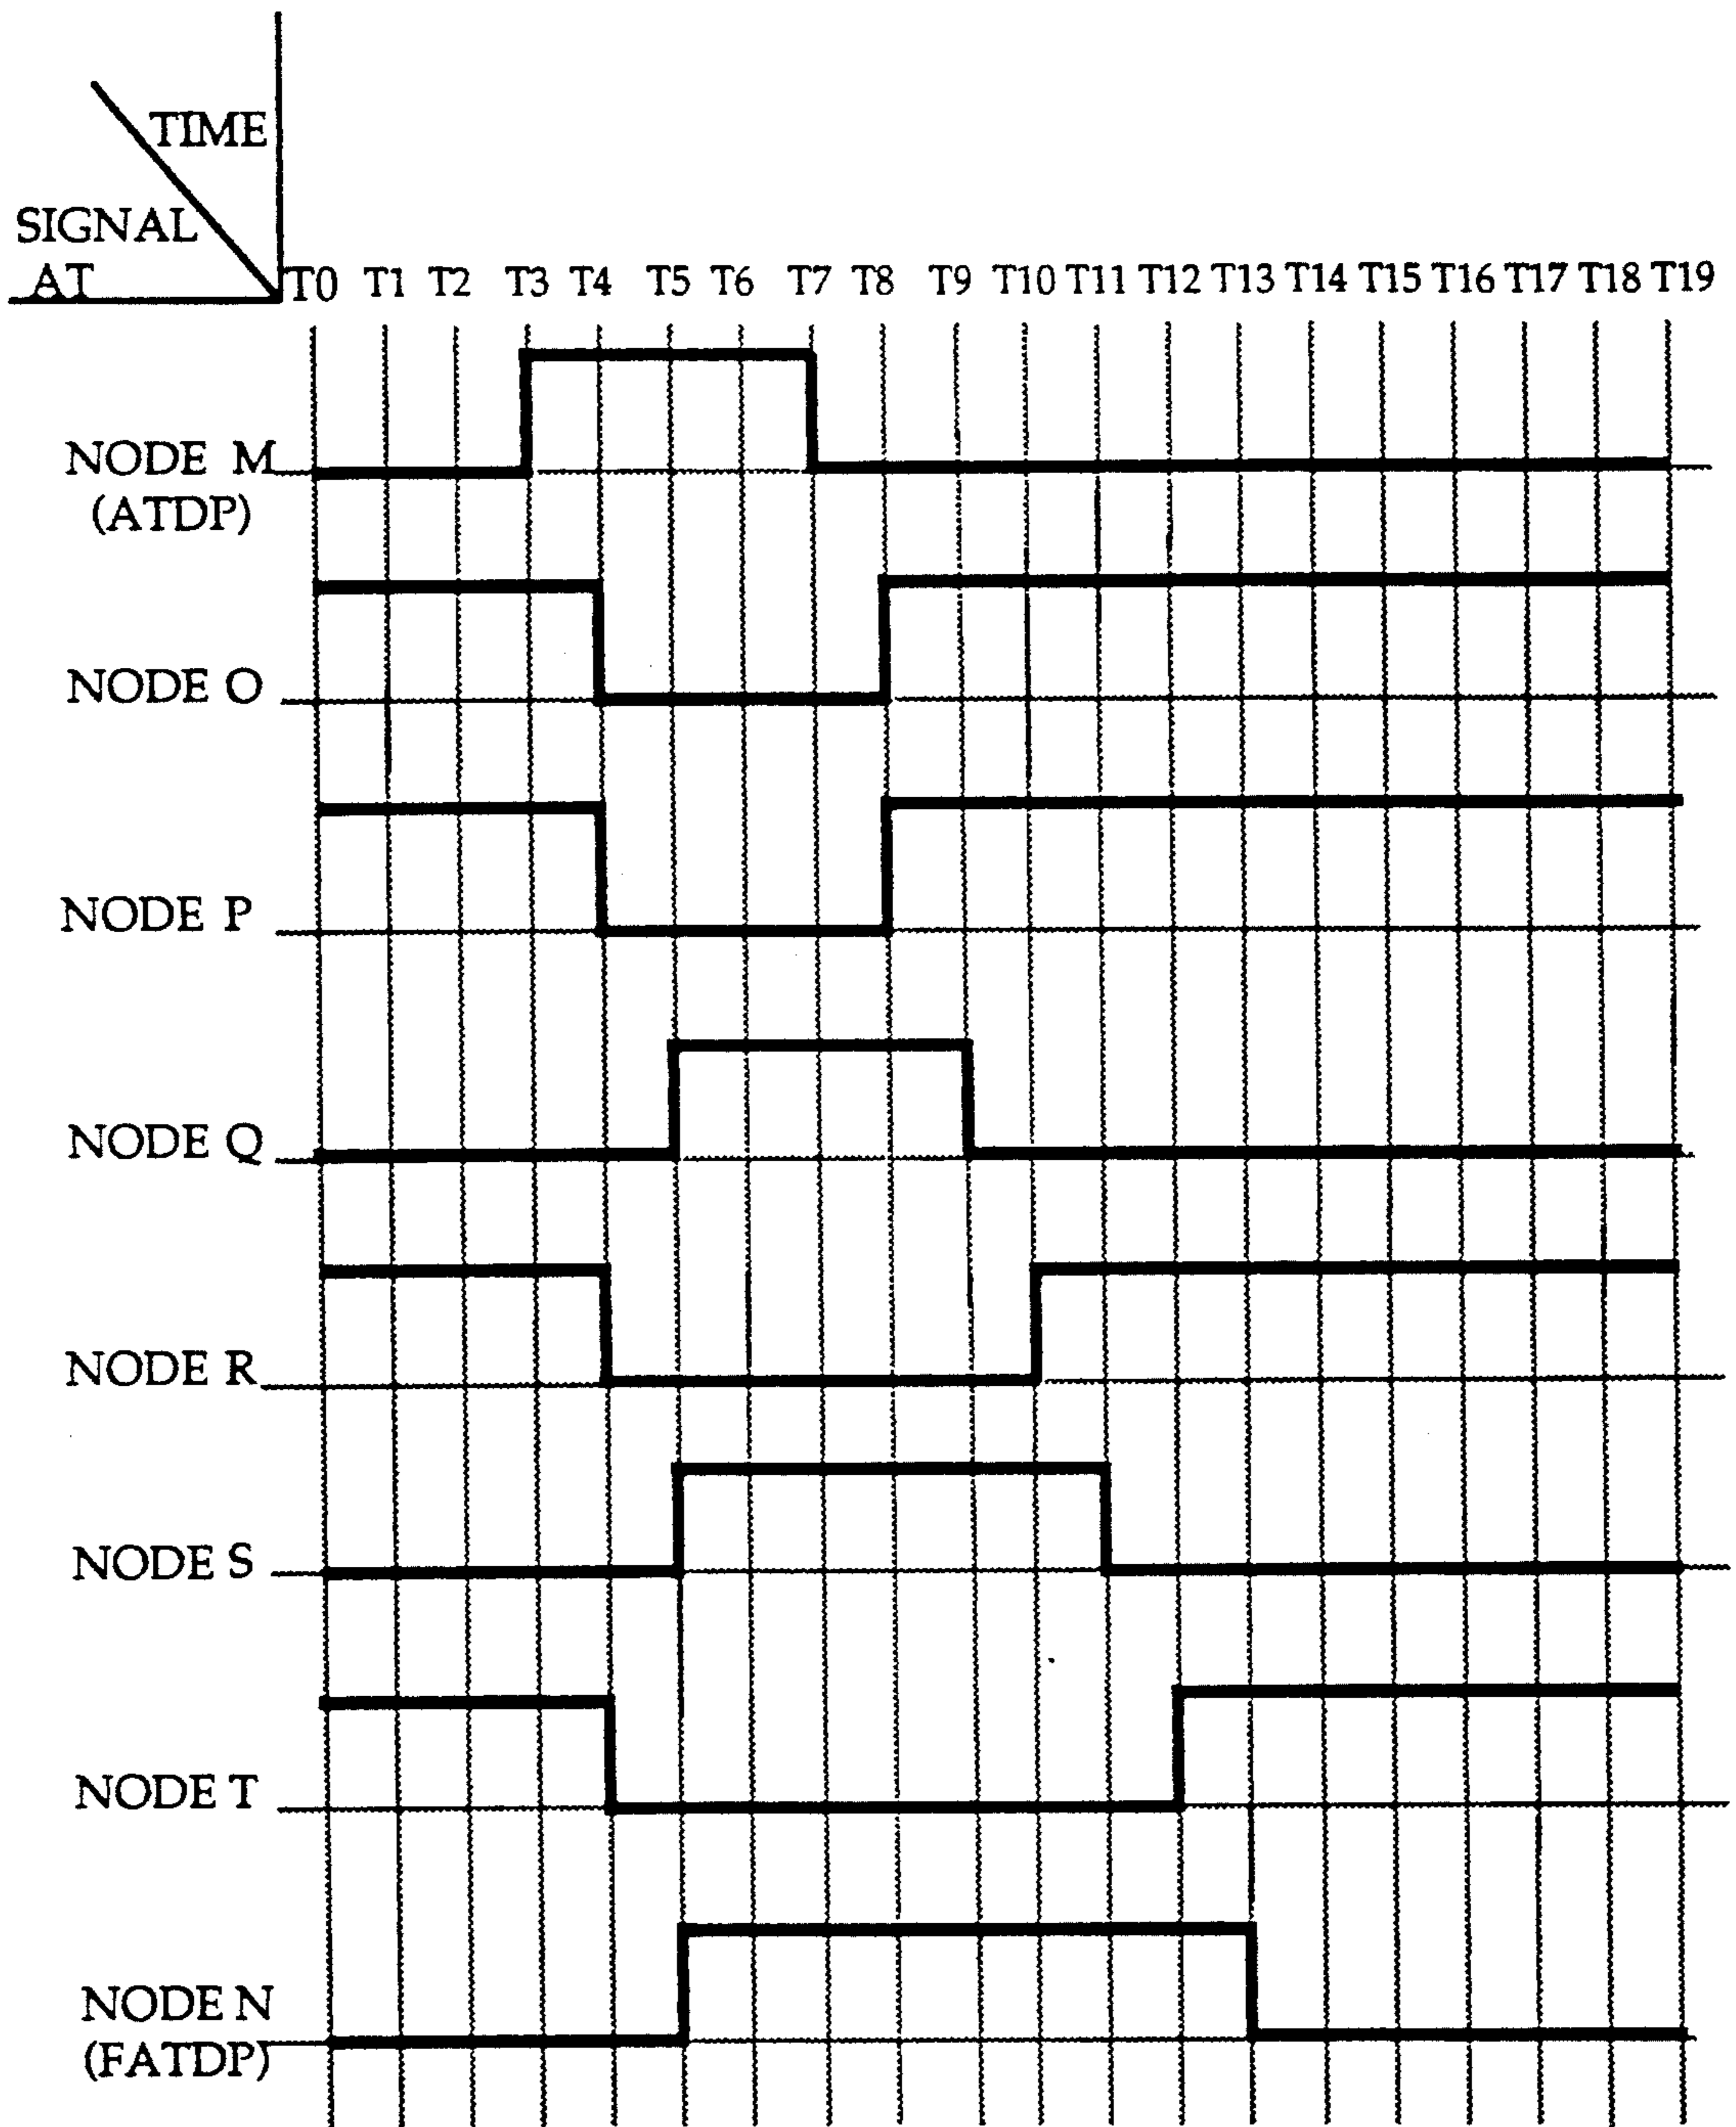 TIME
SIGNAL
AT
T0 T1 T2 T3 T4 T5 T6 T7 T8 T9 T10 T11 T12 T13 T14 T15 T16 T17 T18 T19
NODE M
(ATDP)
NODE O
NODE P
NODE Q
NODE R
NODE S
NODE T
NODE N
(FATDP)